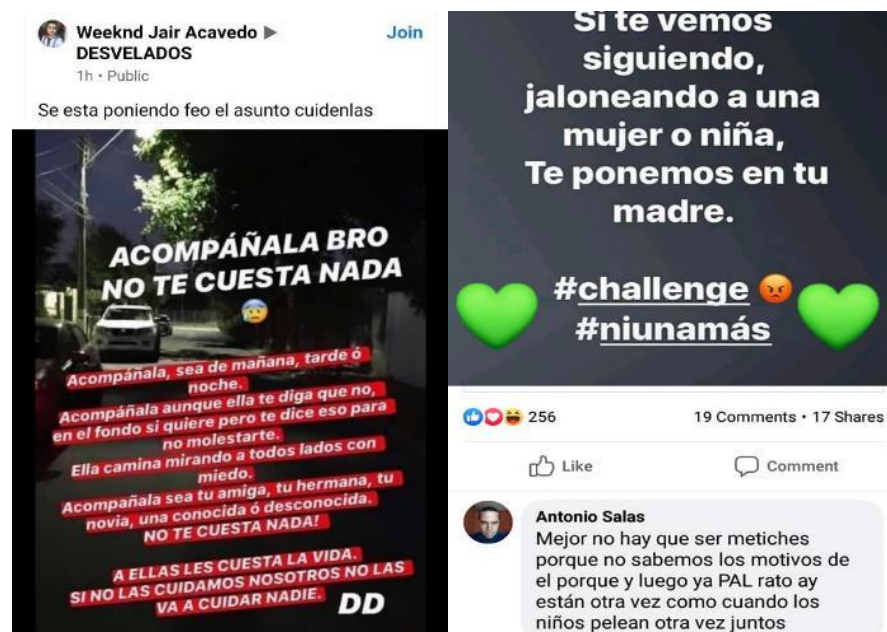 Weeknd Jair Acavedo ▶
DESVELADOS
Join
1h · Public
Se esta poniendo feo el asunto cuidenlas
ACOMPÁÑALA BRO
NO TE CUESTA NADA
Acompáñala, sea de mañana, tarde ó
noche.
Acompáñala aunque ella te diga que no,
en el fondo si quiere pero te dice eso para
no molestarte.
Ella camina mirando a todos lados con
miedo.
Acompañala sea tu amiga, tu hermana, tu
novia, una conocida ó desconocida.
NO TE CUESTA NADA!
A ELLAS LES CUESTA LA VIDA.
SI NO LAS CUIDAMOS NOSOTROS NO LAS
VA A CUIDAR NADIE.
DD
Si te vemos
siguiendo,
jaloneando a una
mujer o niña,
Te ponemos en tu
madre.
#challenge 😡
#niunamás
256
19 Comments · 17 Shares
Like
Comment
Antonio Salas
Mejor no hay que ser metiches
porque no sabemos los motivos de
el porque y luego ya PAL rato ay
están otra vez como cuando los
niños pelean otra vez juntos